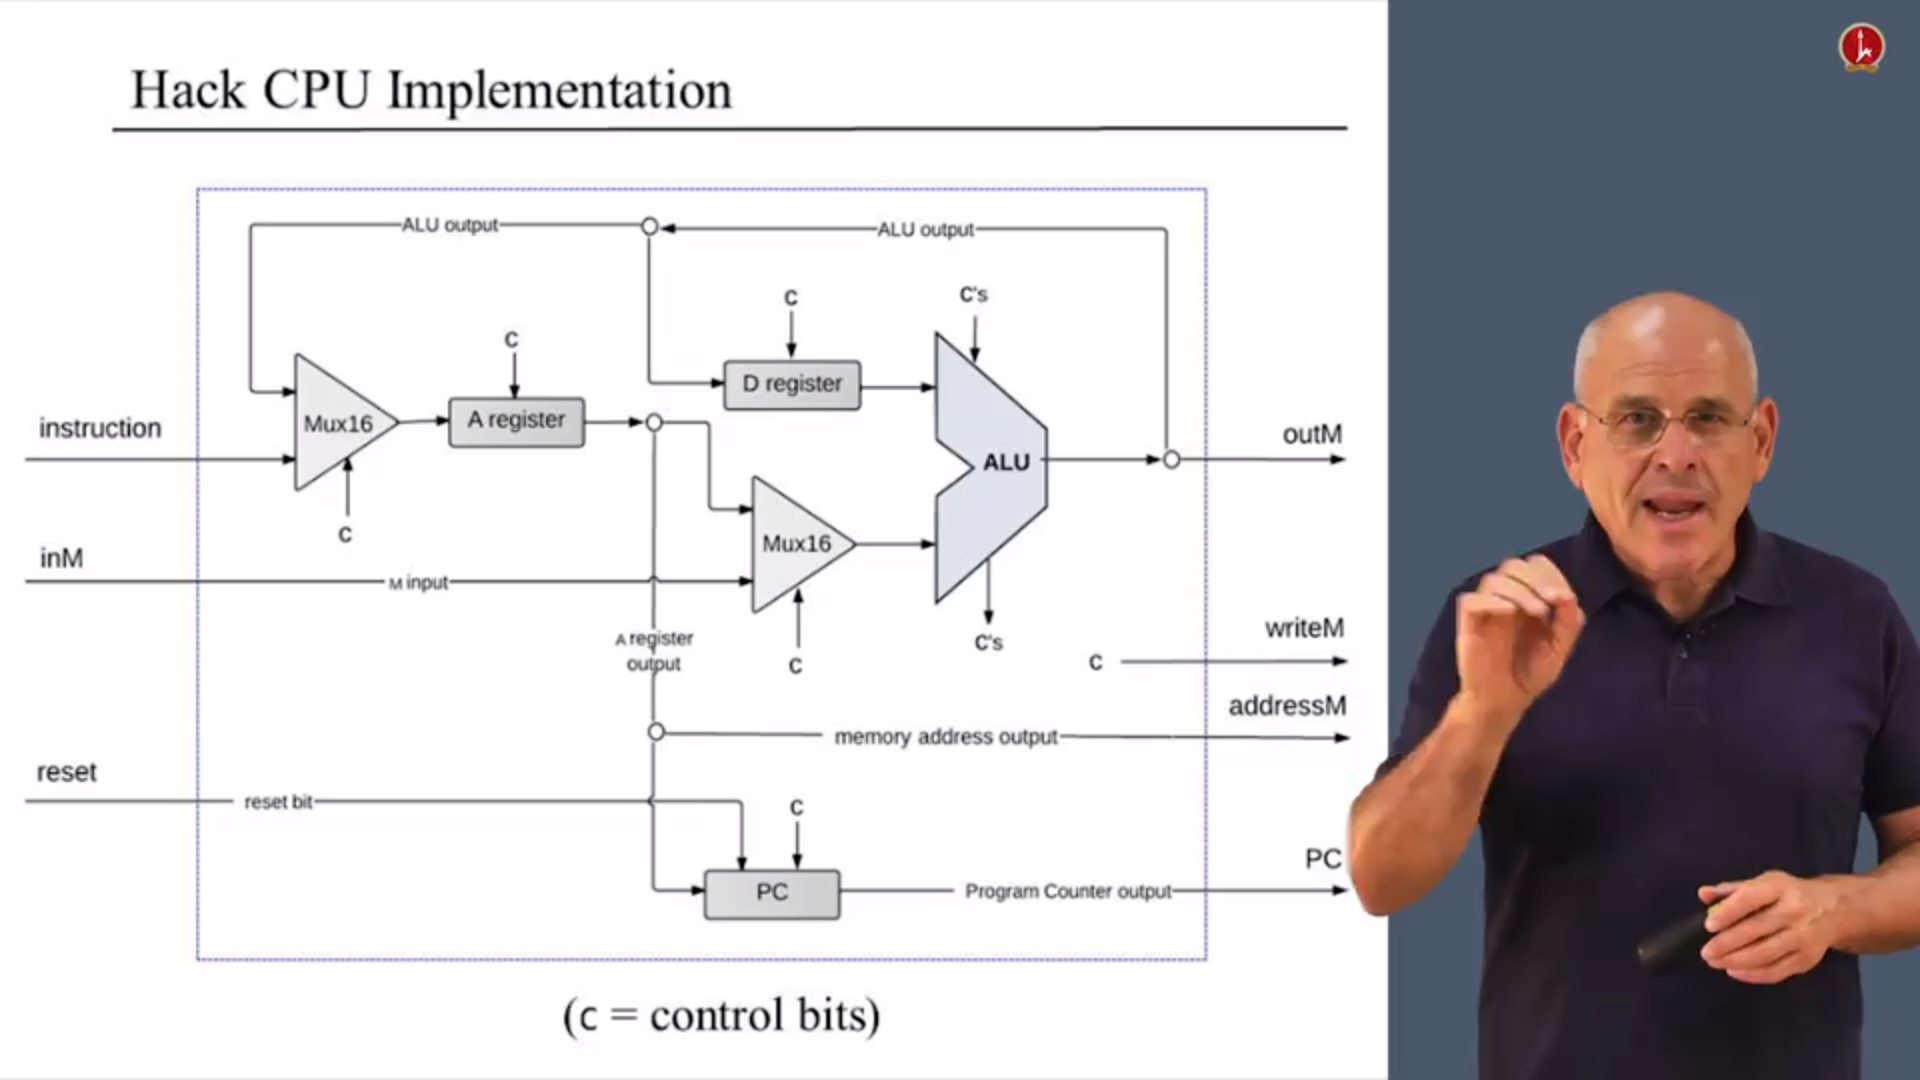 Hack CPU Implementation
ALU output
ALU output
C
C's
C
D register
instruction
Mux16
A register
ALU
outM
C
inM
M input
Mux16
A register
output
C
C's
C
writeM
addressM
memory address output
reset
reset bit
C
PC
PC
Program Counter output
(c = control bits)